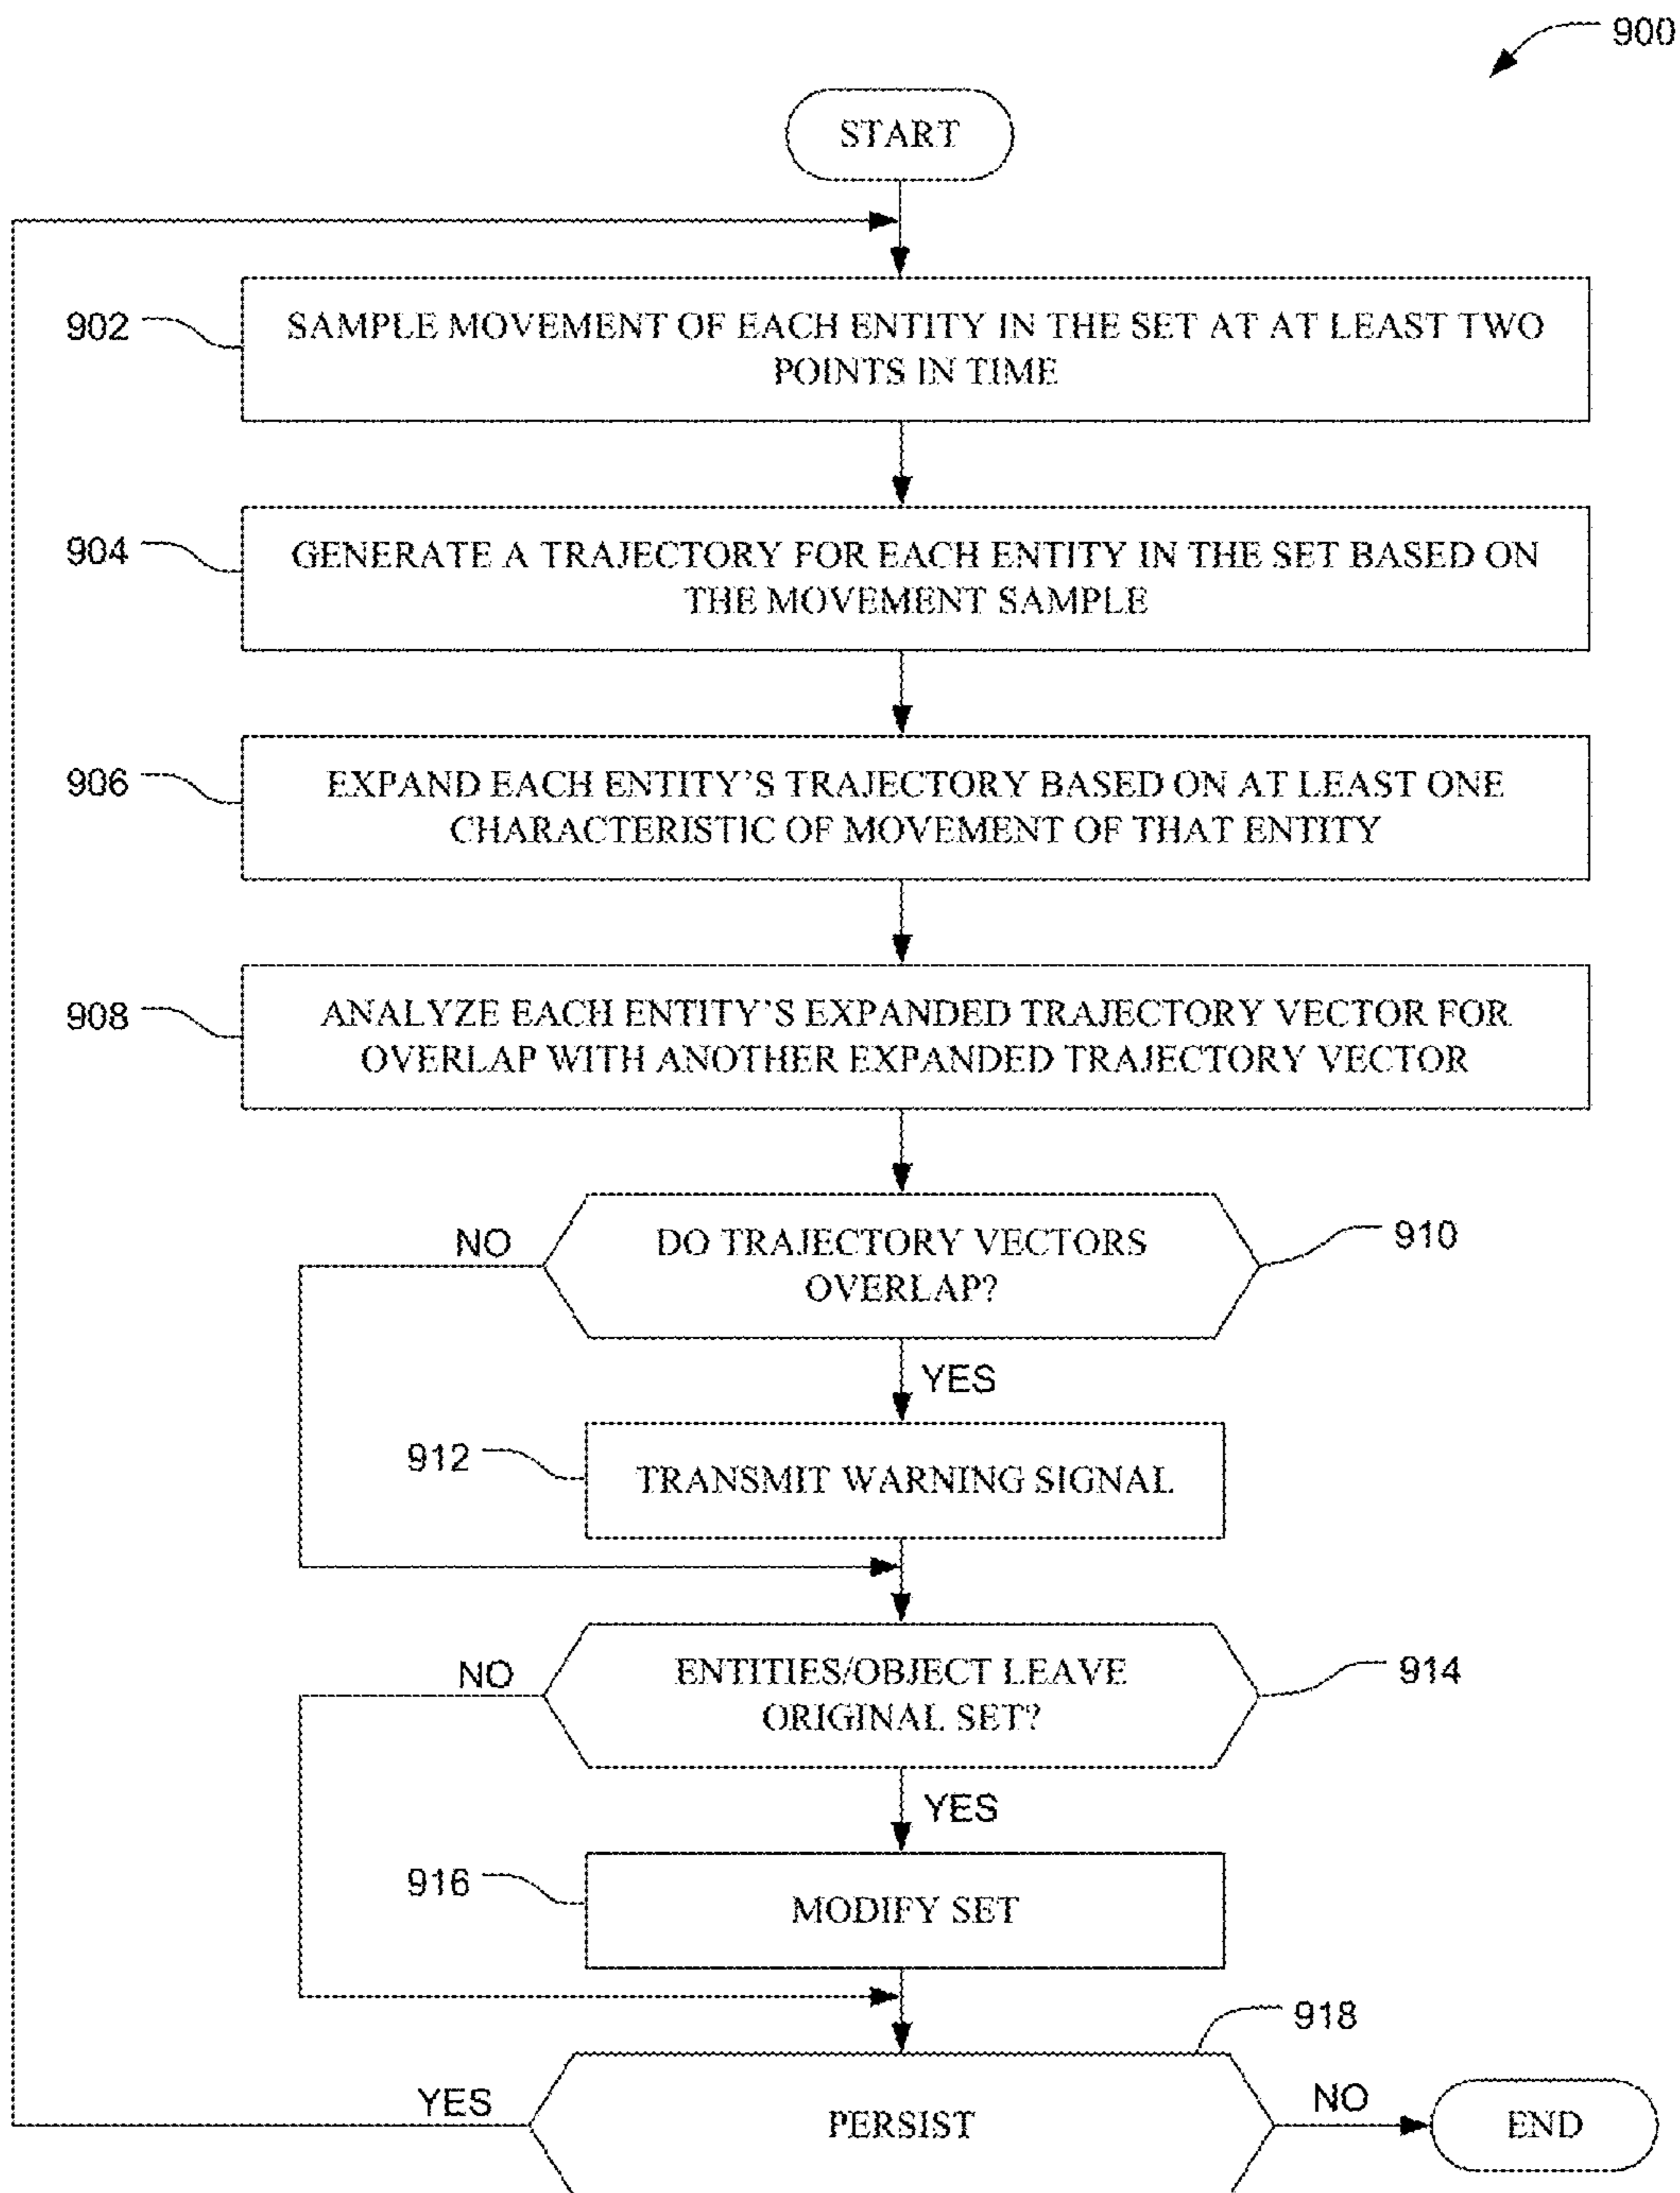 900
START
902
SAMPLE MOVEMENT OF EACH ENTITY IN THE SET AT AT LEAST TWO
POINTS IN TIME
904
GENERATE A TRAJECTORY FOR EACH ENTITY IN THE SET BASED ON
THE MOVEMENT SAMPLE
906
EXPAND EACH ENTITY'S TRAJECTORY BASED ON AT LEAST ONE
CHARACTERISTIC OF MOVEMENT OF THAT ENTITY
908
ANALYZE EACH ENTITY'S EXPANDED TRAJECTORY VECTOR FOR
OVERLAP WITH ANOTHER EXPANDED TRAJECTORY VECTOR
NO
DO TRAJECTORY VECTORS
OVERLAP?
910
YES
912
TRANSMIT WARNING SIGNAL
NO
ENTITIES/OBJECT LEAVE
ORIGINAL SET?
914
YES
916
MODIFY SET
918
YES
PERSIST
NO
END